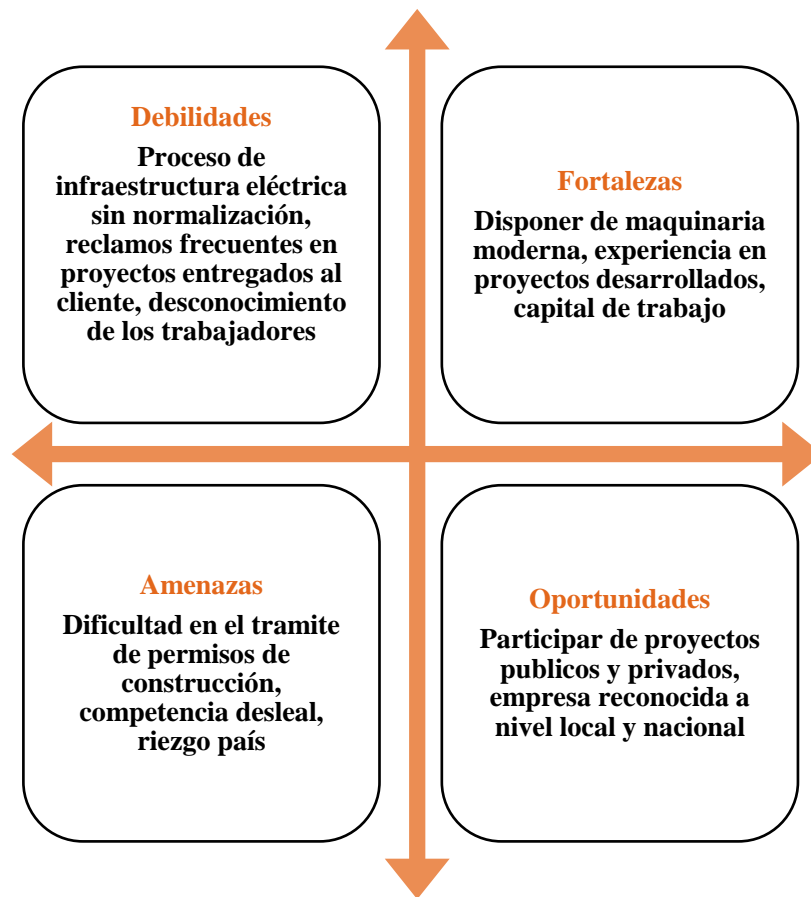 Debilidades
Proceso de
infraestructura eléctrica
sin normalización,
reclamos frecuentes en
proyectos entregados al
cliente, desconocimiento
de los trabajadores
Fortalezas
Disponer de maquinaria
moderna, experiencia en
proyectos desarrollados,
capital de trabajo
Amenazas
Dificultad en el tramite
de permisos de
construcción,
competencia desleal,
riezgo país
Oportunidades
Participar de proyectos
publicos y privados,
empresa reconocida a
nivel local y nacional